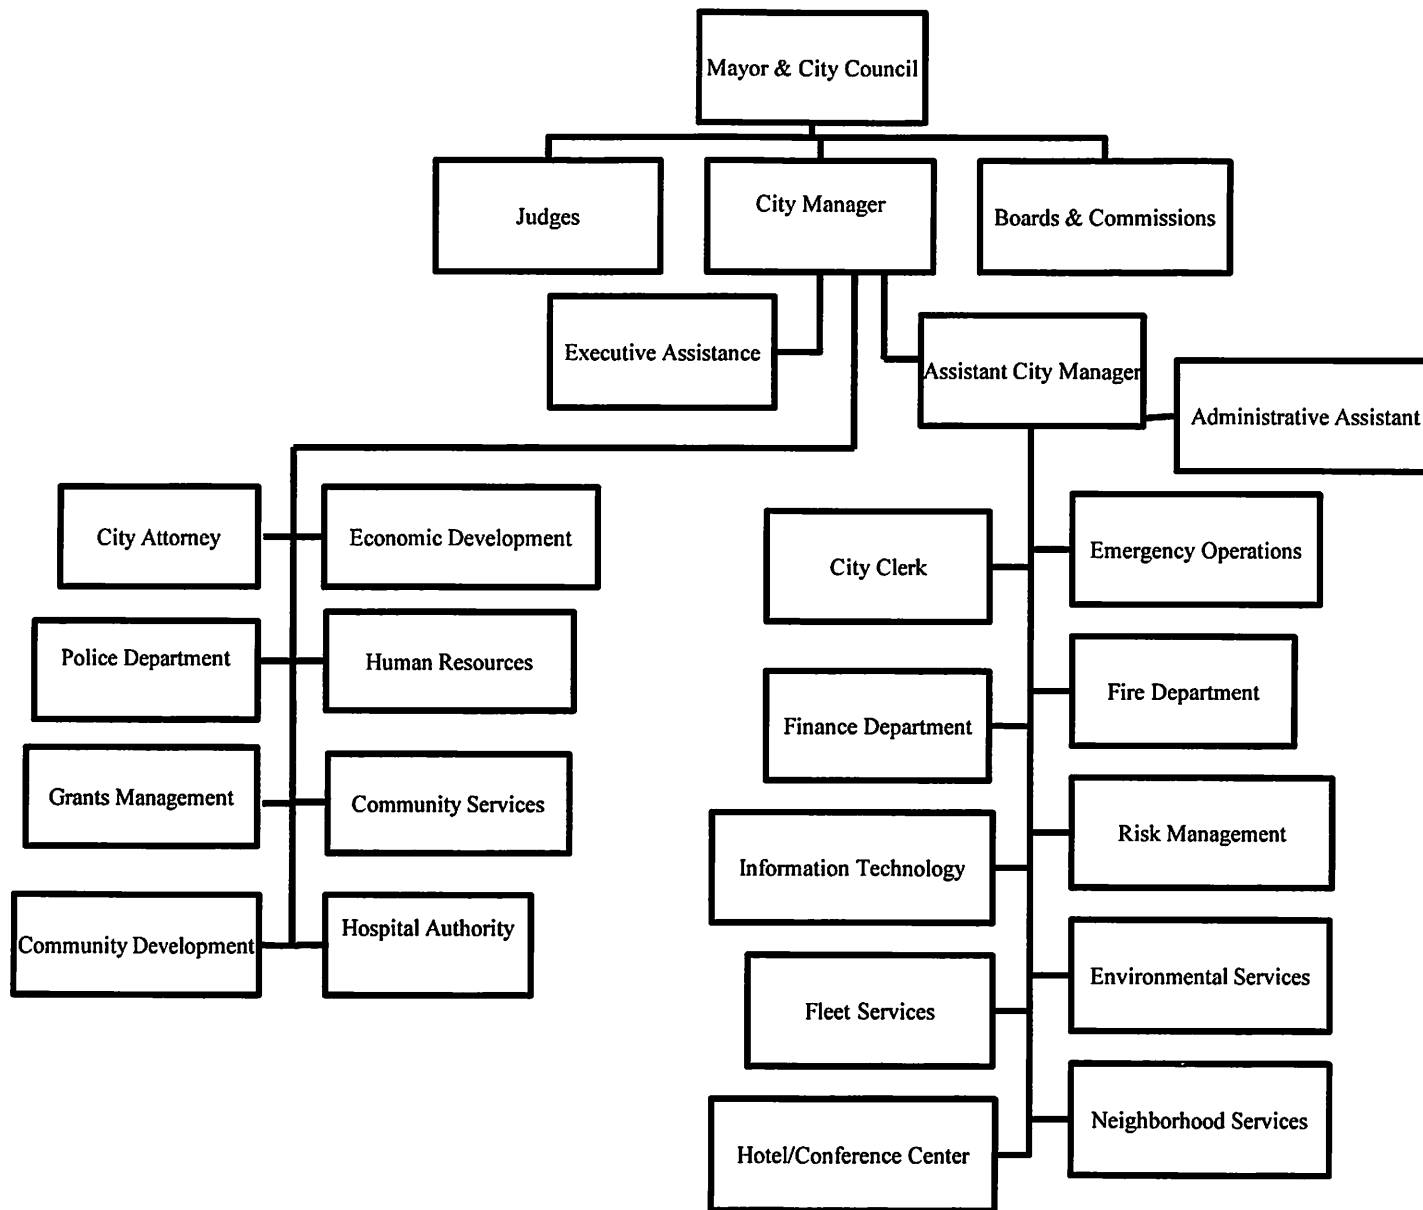 Mayor & City Council
Judges
City Manager
Boards & Commissions
Executive Assistance
Assistant City Manager
Administrative Assistant
City Attorney
Economic Development
Police Department
Human Resources
Grants Management
Community Services
Community Development
Hospital Authority
City Clerk
Emergency Operations
Finance Department
Fire Department
Information Technology
Risk Management
Fleet Services
Environmental Services
Hotel/Conference Center
Neighborhood Services